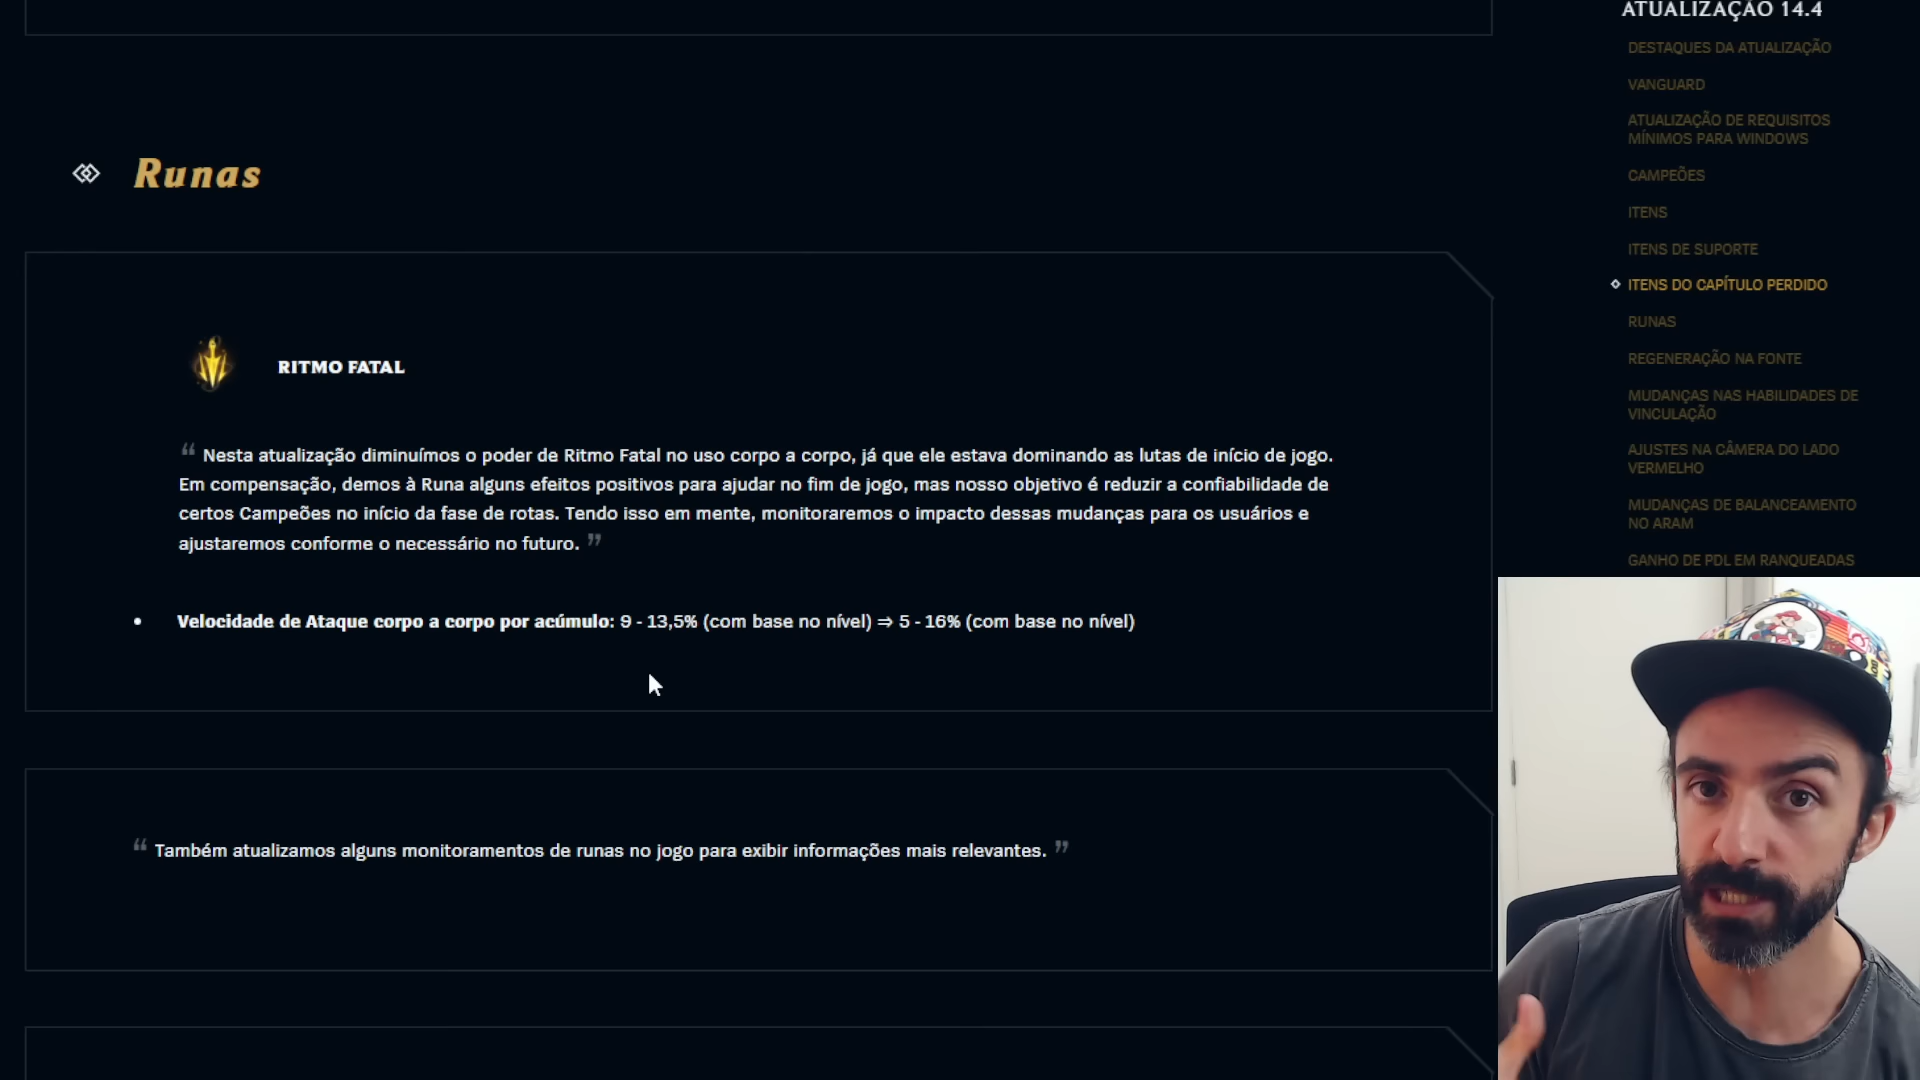 Runas
RITMO FATAL
“ Nesta atualização diminuímos o poder de Ritmo Fatal no uso corpo a corpo, já que ele estava dominando as lutas de início de jogo.
Em compensação, demos à Runa alguns efeitos positivos para ajudar no fim de jogo, mas nosso objetivo é reduzir a confiabilidade de
certos Campeões no início da fase de rotas. Tendo isso em mente, monitoraremos o impacto dessas mudanças para os usuários e
ajustaremos conforme o necessário no futuro. ”
• Velocidade de Ataque corpo a corpo por acúmulo: 9 - 13,5% (com base no nível) ⇒ 5 - 16% (com base no nível)
“ Também atualizamos alguns monitoramentos de runas no jogo para exibir informações mais relevantes. ”
ATUALIZAÇÃO 14.4
DESTAQUES DA ATUALIZAÇÃO
VANGUARD
ATUALIZAÇÃO DE REQUISITOS
MÍNIMOS PARA WINDOWS
CAMPEÕES
ITENS
ITENS DE SUPORTE
ITENS DO CAPÍTULO PERDIDO
RUNAS
REGENERAÇÃO NA FONTE
MUDANÇAS NAS HABILIDADES DE
VINCULAÇÃO
AJUSTES NA CÂMERA DO LADO
VERMELHO
MUDANÇAS DE BALANCEAMENTO
NO ARAM
GANHO DE PDL EM RANQUEADAS